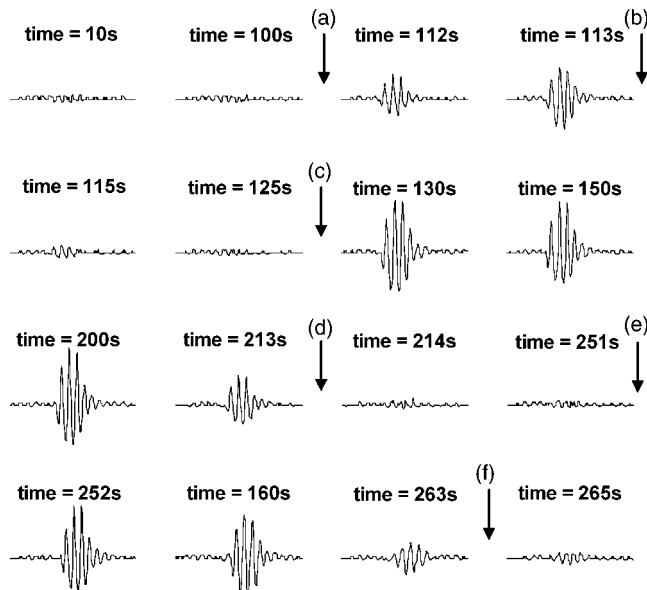 (a) (b)
time = 10s time = 100s time = 112s time = 113s
(c)
time = 115s time = 125s time = 130s time = 150s
(d) (e)
time = 200s time = 213s time = 214s time = 251s
(f)
time = 252s time = 160s time = 263s time = 265s